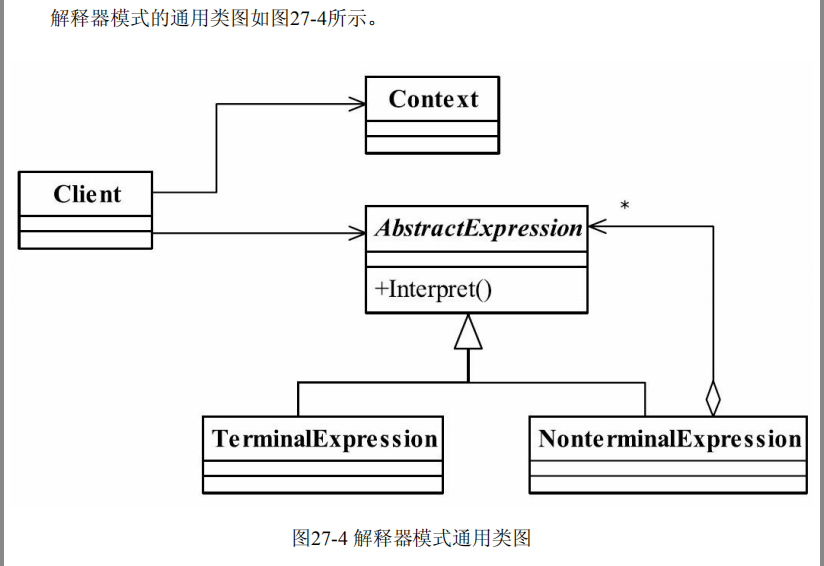 解释器模式的通用类图如图27-4所示。
Context
Client
*
AbstractExpression
+Interpret()
TerminalExpression
NonterminalExpression
图27-4 解释器模式通用类图